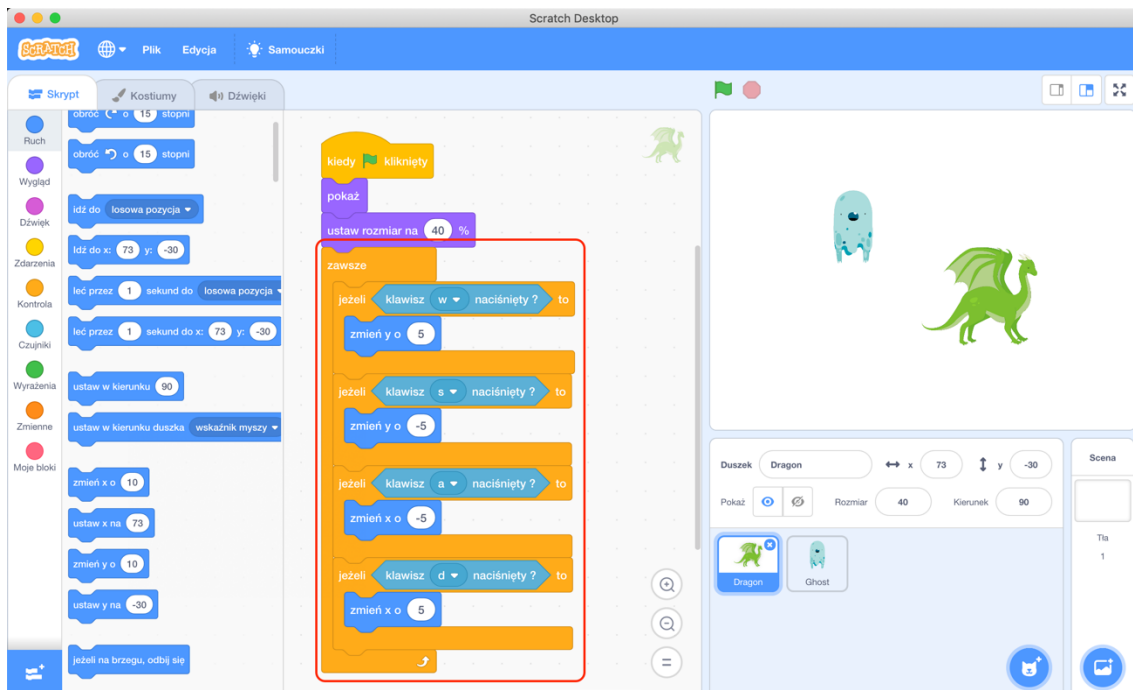 Scratch Desktop
SCRATCH
Plik Edycja Samouczki
Skrypt Kostiumy Dźwięki
Ruch
Wygląd
Dźwięk
Zdarzenia
Kontrola
Czujniki
Wyrażenia
Zmienne
Moje bloki
obróć o 15 stopni
obróć o 15 stopni
idź do losowa pozycja
Idź do x: 73 y: -30
leć przez 1 sekund do losowa pozycja
leć przez 1 sekund do x: 73 y: -30
ustaw w kierunku 90
ustaw w kierunku duszka wskaźnik myszy
zmień x o 10
ustaw x na 73
zmień y o 10
ustaw y na -30
jeżeli na brzegu, odbij się
kiedy kliknięty
pokaż
ustaw rozmiar na 40 %
zawsze
jeżeli klawisz w naciśnięty ? to
zmień y o 5
jeżeli klawisz s naciśnięty ? to
zmień y o -5
jeżeli klawisz a naciśnięty ? to
zmień x o -5
jeżeli klawisz d naciśnięty ? to
zmień x o 5
Duszek Dragon x 73 y -30
Pokaż Rozmiar 40 Kierunek 90
Dragon
Ghost
Scena
Tła
1